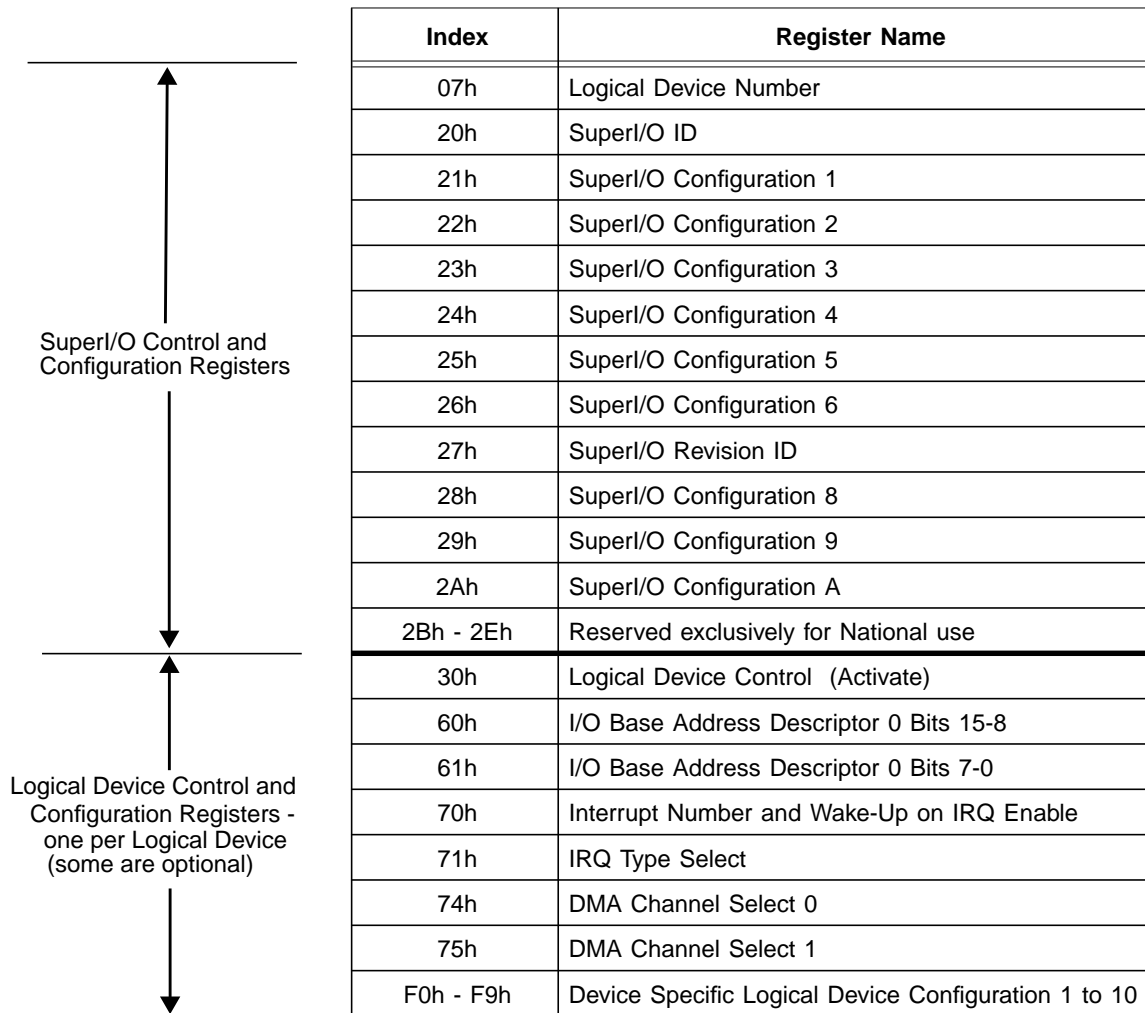 Index Register Name
07h Logical Device Number
20h SuperI/O ID
21h SuperI/O Configuration 1
22h SuperI/O Configuration 2
23h SuperI/O Configuration 3
24h SuperI/O Configuration 4
25h SuperI/O Configuration 5
26h SuperI/O Configuration 6
27h SuperI/O Revision ID
28h SuperI/O Configuration 8
29h SuperI/O Configuration 9
2Ah SuperI/O Configuration A
2Bh - 2Eh Reserved exclusively for National use
30h Logical Device Control (Activate)
60h I/O Base Address Descriptor 0 Bits 15-8
61h I/O Base Address Descriptor 0 Bits 7-0
70h Interrupt Number and Wake-Up on IRQ Enable
71h IRQ Type Select
74h DMA Channel Select 0
75h DMA Channel Select 1
F0h - F9h Device Specific Logical Device Configuration 1 to 10
SuperI/O Control and
Configuration Registers
Logical Device Control and
Configuration Registers -
one per Logical Device
(some are optional)